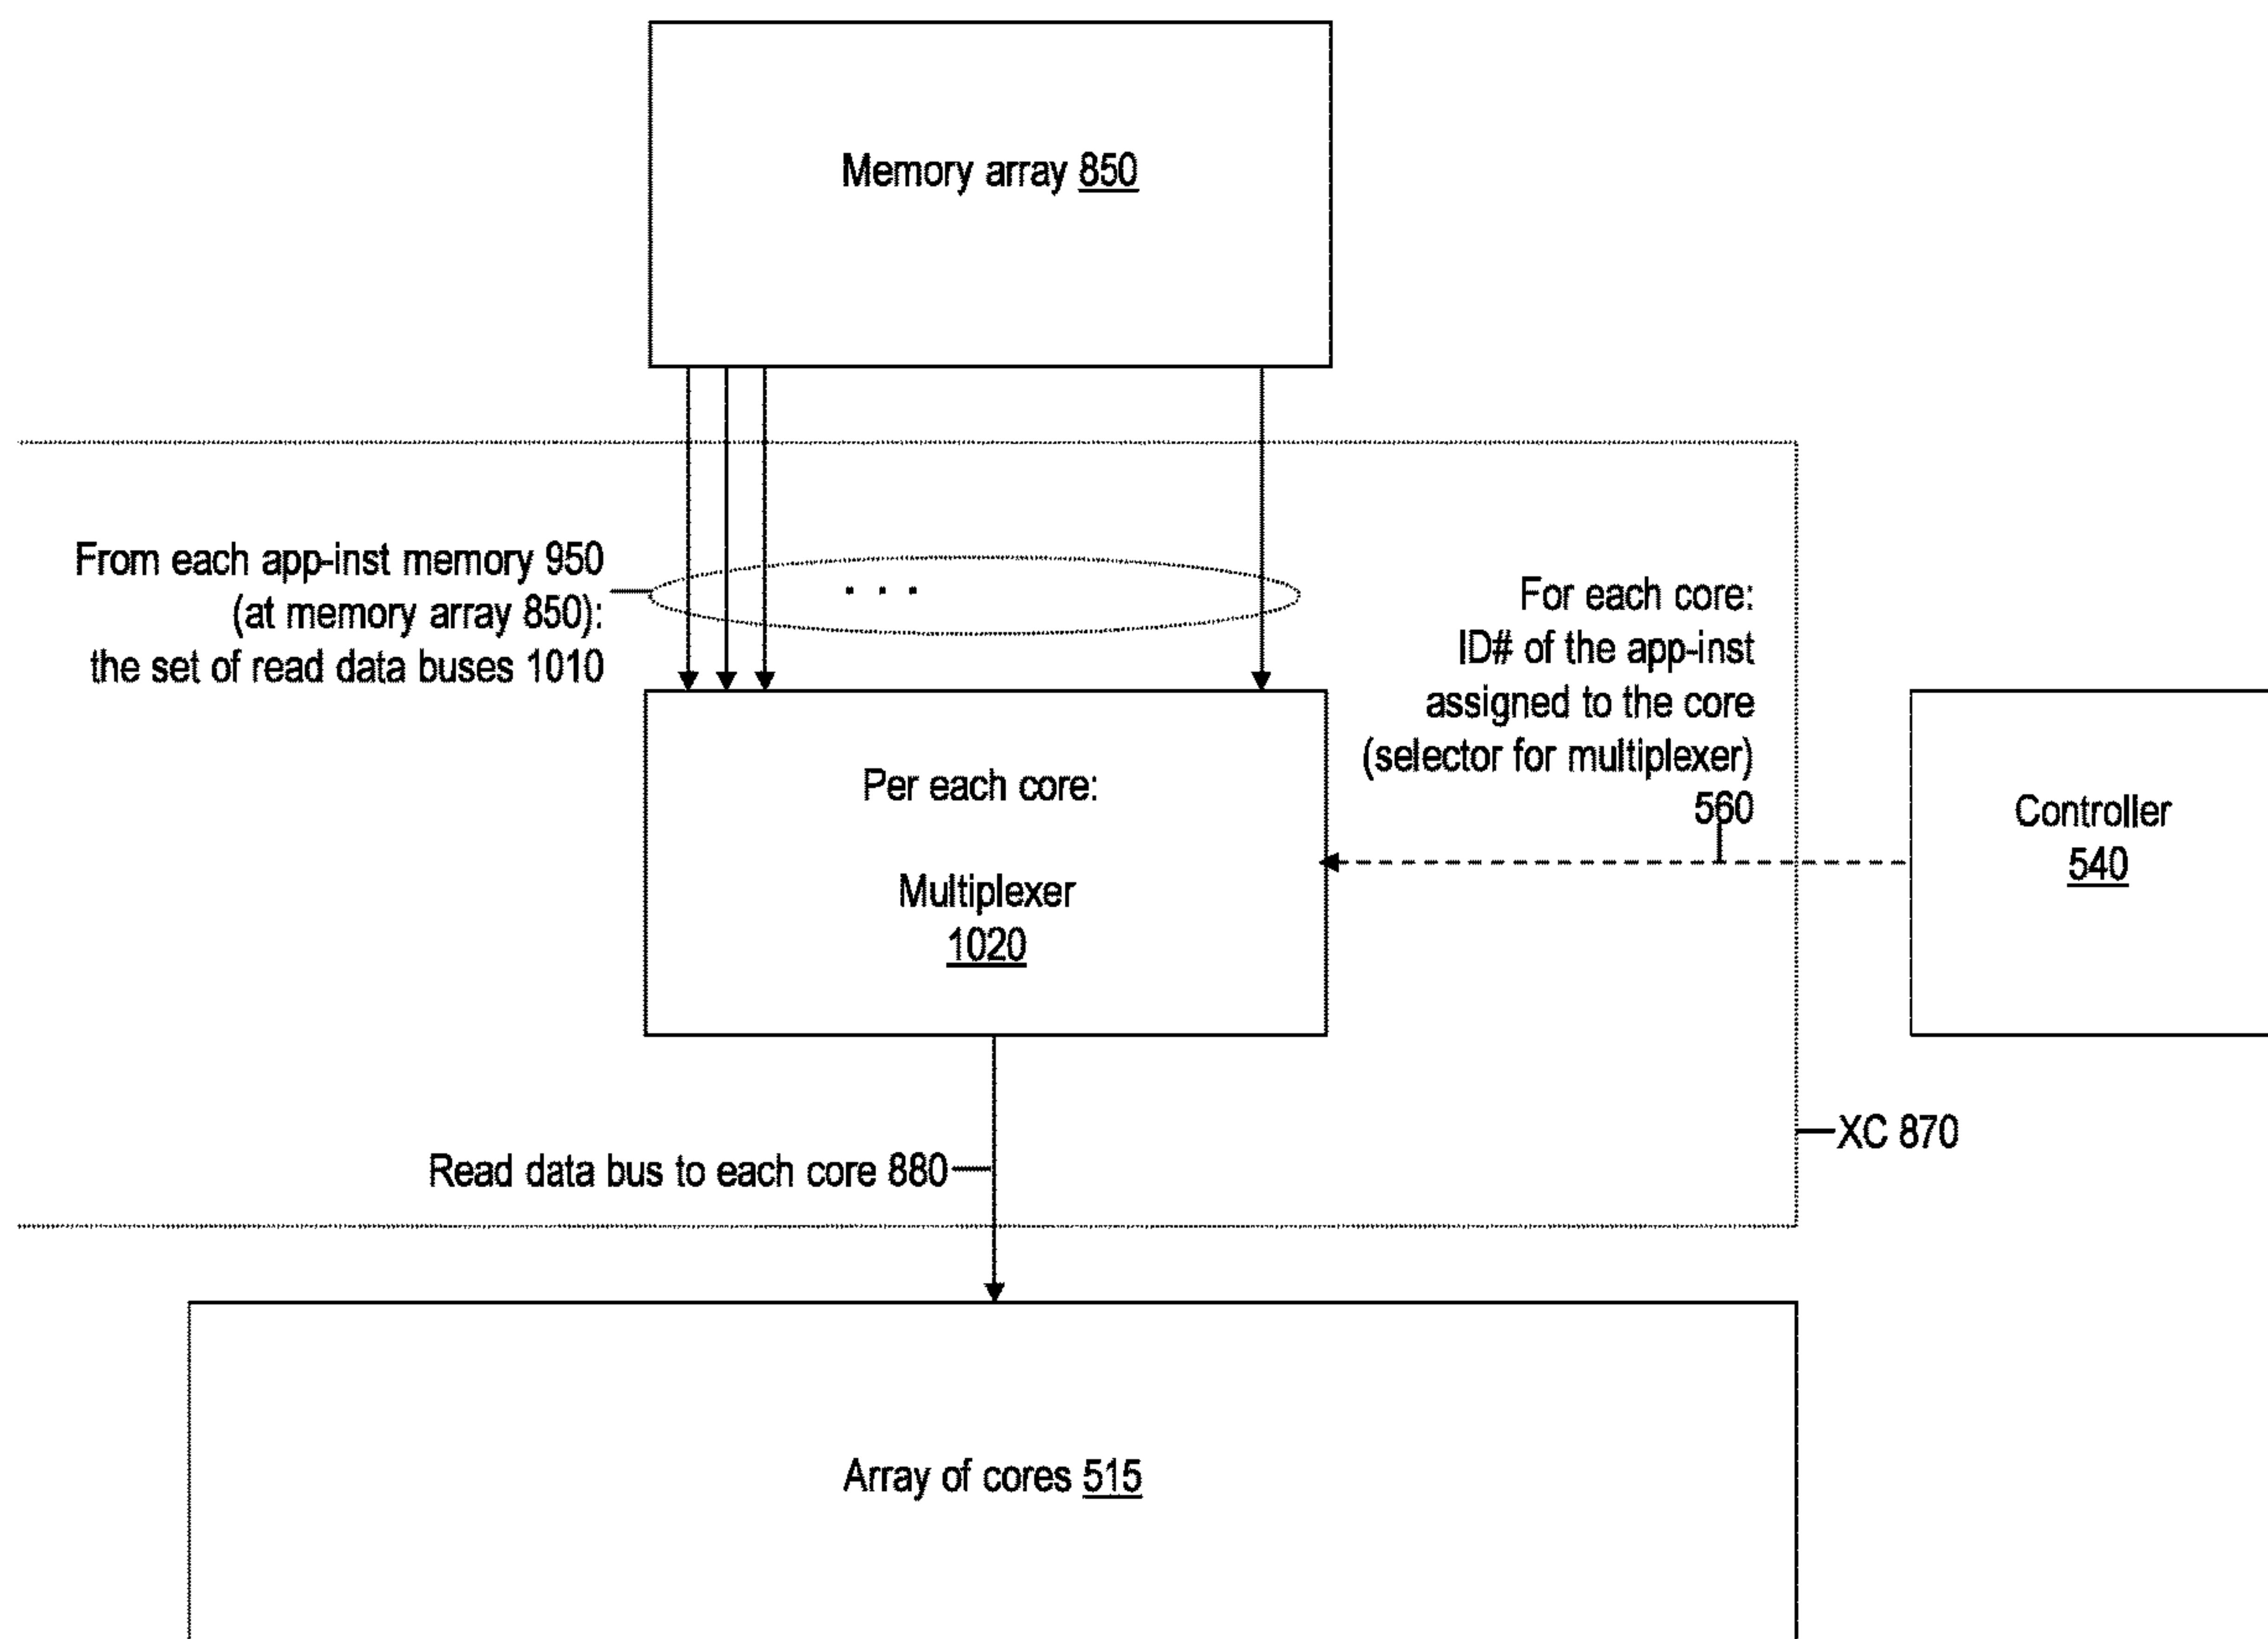 Memory array 850
From each app-inst memory 950
(at memory array 850):
the set of read data buses 1010
. . .
For each core:
ID# of the app-inst
assigned to the core
(selector for multiplexer)
560
Per each core:
Multiplexer
1020
Controller
540
XC 870
Read data bus to each core 880
Array of cores 515